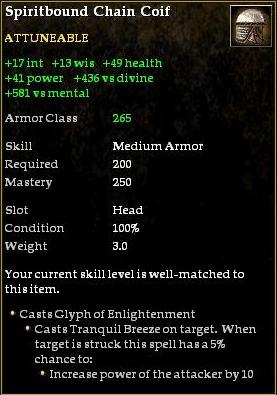 Spiritbound Chain Coif
ATTUNEABLE
+17 int +13 wis +49 health
+41 power +436 vs divine
+581 vs mental
Armor Class 265
Skill Medium Armor
Required 200
Mastery 250
Slot Head
Condition 100%
Weight 3.0
Your current skill level is well-matched to
this item.
• Casts Glyph of Enlightenment
• Casts Tranquil Breeze on target. When
target is struck this spell has a 5%
chance to:
• Increase power of the attacker by 10